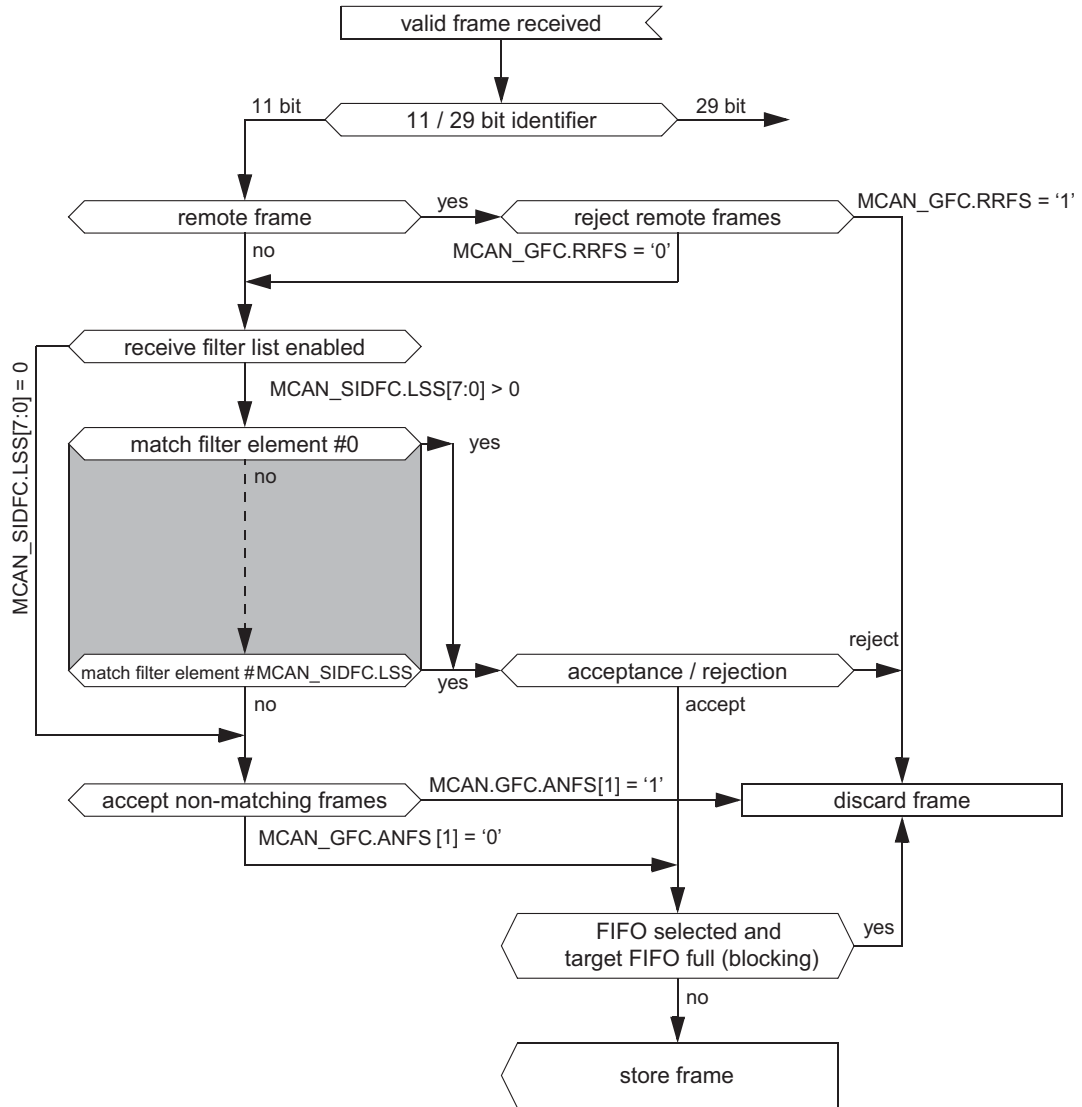 valid frame received
11 bit
11 / 29 bit identifier
29 bit
remote frame
yes
reject remote frames
MCAN_GFC.RRFS = ‘1’
no
MCAN_GFC.RRFS = ‘0’
receive filter list enabled
MCAN_SIDFC.LSS[7:0] = 0
MCAN_SIDFC.LSS[7:0] > 0
match filter element #0
yes
no
match filter element #MCAN_SIDFC.LSS
yes
acceptance / rejection
reject
no
accept
accept non-matching frames
MCAN.GFC.ANFS[1] = ‘1’
discard frame
MCAN_GFC.ANFS [1] = ‘0’
FIFO selected and
target FIFO full (blocking)
yes
no
store frame